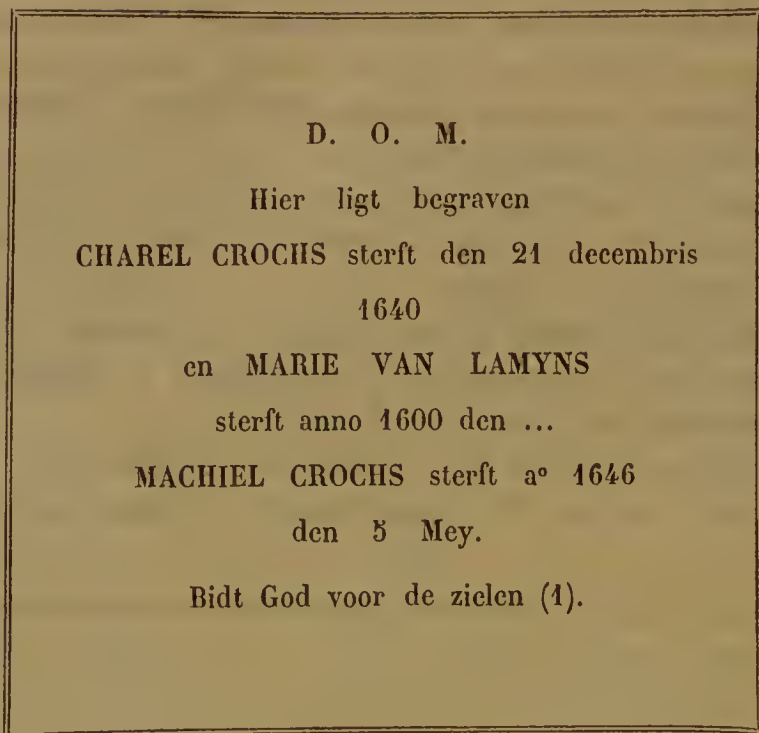 D. O. M.
Hier ligt begraven
CHAREL CROCHS sterft den 21 decembris
1640
en MARIE VAN LAMYNS
sterft anno 1600 den ...
MACHIEL CROCHS sterft aº 1646
den 5 Mey.
Bidt God voor de zielen (1).